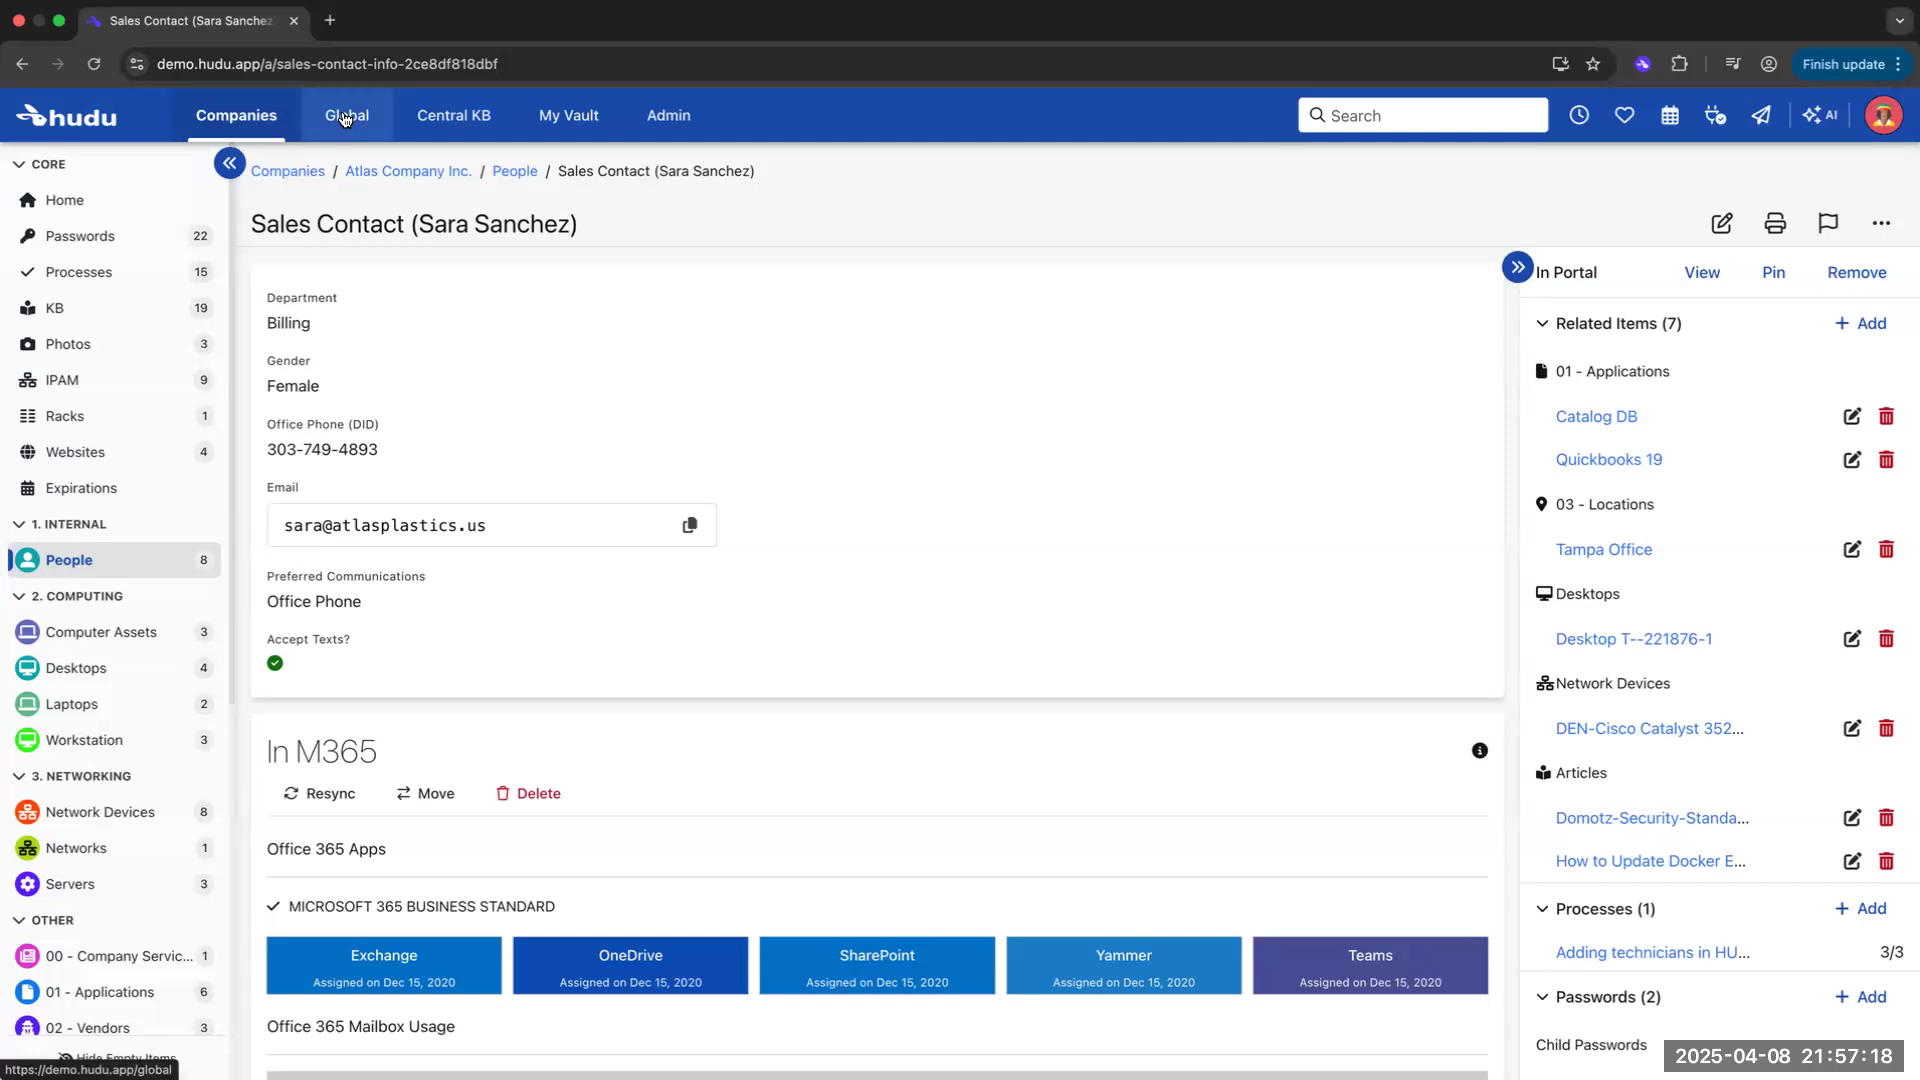 Sales Contact (Sara Sanchez
demo.hudu.app/a/sales-contact-info-2ce8df818dbf
Finish update
hudu
Companies
Global
Central KB
My Vault
Admin
Search
AI
CORE
Home
Passwords 22
Processes 15
KB 19
Photos 3
IPAM 9
Racks 1
Websites 4
Expirations
1. INTERNAL
People 8
2. COMPUTING
Computer Assets 3
Desktops 4
Laptops 2
Workstation 3
3. NETWORKING
Network Devices 8
Networks 1
Servers 3
OTHER
00 - Company Servic... 1
01 - Applications 6
02 - Vendors 3
Hide Empty Items
https://demo.hudu.app/global
Companies / Atlas Company Inc. / People / Sales Contact (Sara Sanchez)
Sales Contact (Sara Sanchez)
Department
Billing
Gender
Female
Office Phone (DID)
303-749-4893
Email
sara@atlasplastics.us
Preferred Communications
Office Phone
Accept Texts?
In M365
Resync
Move
Delete
Office 365 Apps
MICROSOFT 365 BUSINESS STANDARD
Exchange
Assigned on Dec 15, 2020
OneDrive
Assigned on Dec 15, 2020
SharePoint
Assigned on Dec 15, 2020
Yammer
Assigned on Dec 15, 2020
Teams
Assigned on Dec 15, 2020
Office 365 Mailbox Usage
In Portal
View
Pin
Remove
Related Items (7)
+ Add
01 - Applications
Catalog DB
Quickbooks 19
03 - Locations
Tampa Office
Desktops
Desktop T--221876-1
Network Devices
DEN-Cisco Catalyst 352...
Articles
Domotz-Security-Standa...
How to Update Docker E...
Processes (1)
+ Add
Adding technicians in HU...
3/3
Passwords (2)
+ Add
Child Passwords
2025-04-08 21:57:18